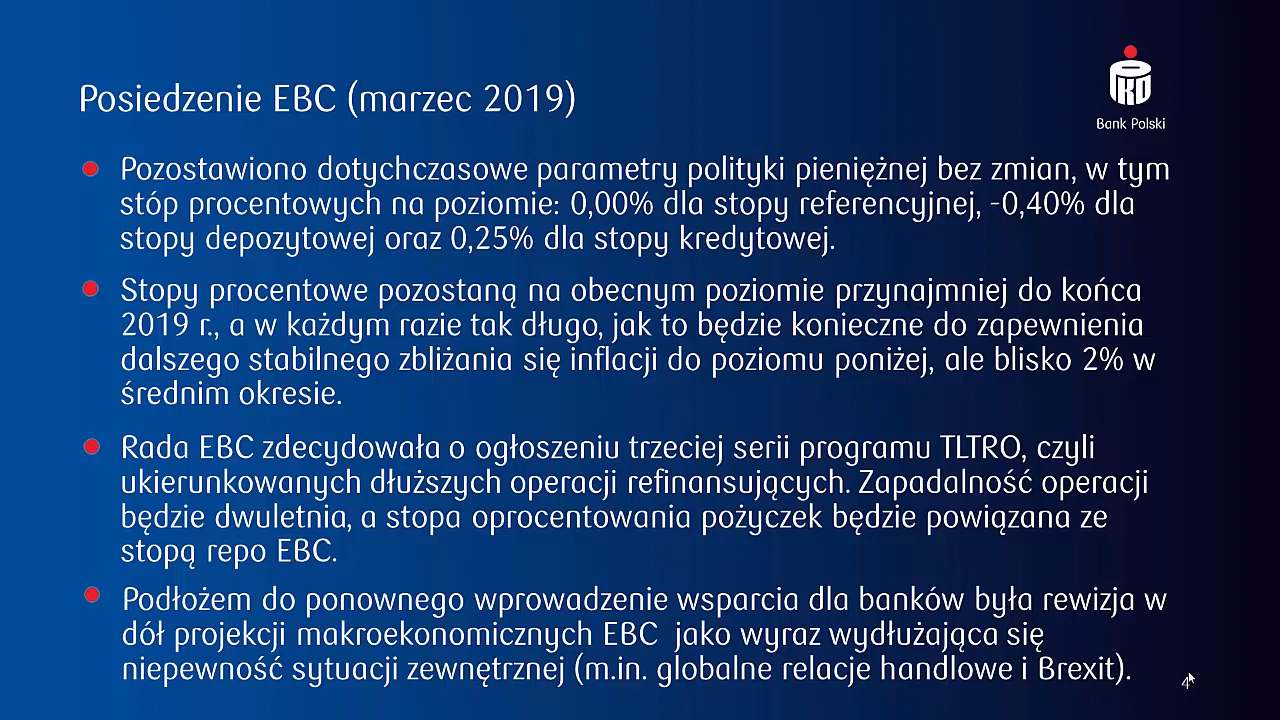 Posiedzenie EBC (marzec 2019)
PKO
Bank Polski
Pozostawiono dotychczasowe parametry polityki pieniężnej bez zmian, w tym
stóp procentowych na poziomie: 0,00% dla stopy referencyjnej, -0,40% dla
stopy depozytowej oraz 0,25% dla stopy kredytowej.
Stopy procentowe pozostaną na obecnym poziomie przynajmniej do końca
2019 r., a w każdym razie tak długo, jak to będzie konieczne do zapewnienia
dalszego stabilnego zbliżania się inflacji do poziomu poniżej, ale blisko 2% w
średnim okresie.
Rada EBC zdecydowała o ogłoszeniu trzeciej serii programu TLTRO, czyli
ukierunkowanych dłuższych operacji refinansujących. Zapadalność operacji
będzie dwuletnia, a stopa oprocentowania pożyczek będzie powiązana ze
stopą repo EBC.
Podłożem do ponownego wprowadzenie wsparcia dla banków była rewizja w
dół projekcji makroekonomicznych EBC  jako wyraz wydłużająca się
niepewność sytuacji zewnętrznej (m.in. globalne relacje handlowe i Brexit).
4